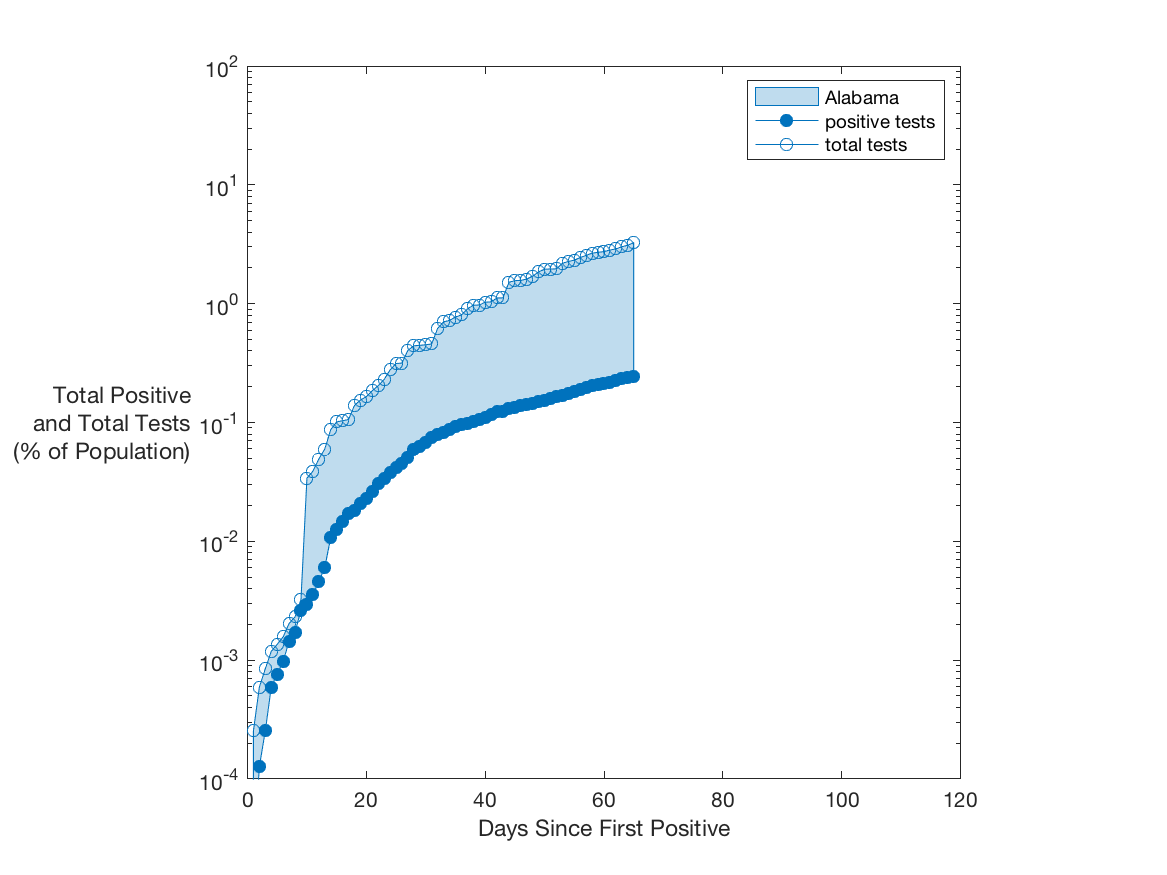 10^2
10^1
10^0
10^-1
10^-2
10^-3
10^-4
Total Positive
and Total Tests
(% of Population)
Alabama
positive tests
total tests
0 20 40 60 80 100 120
Days Since First Positive